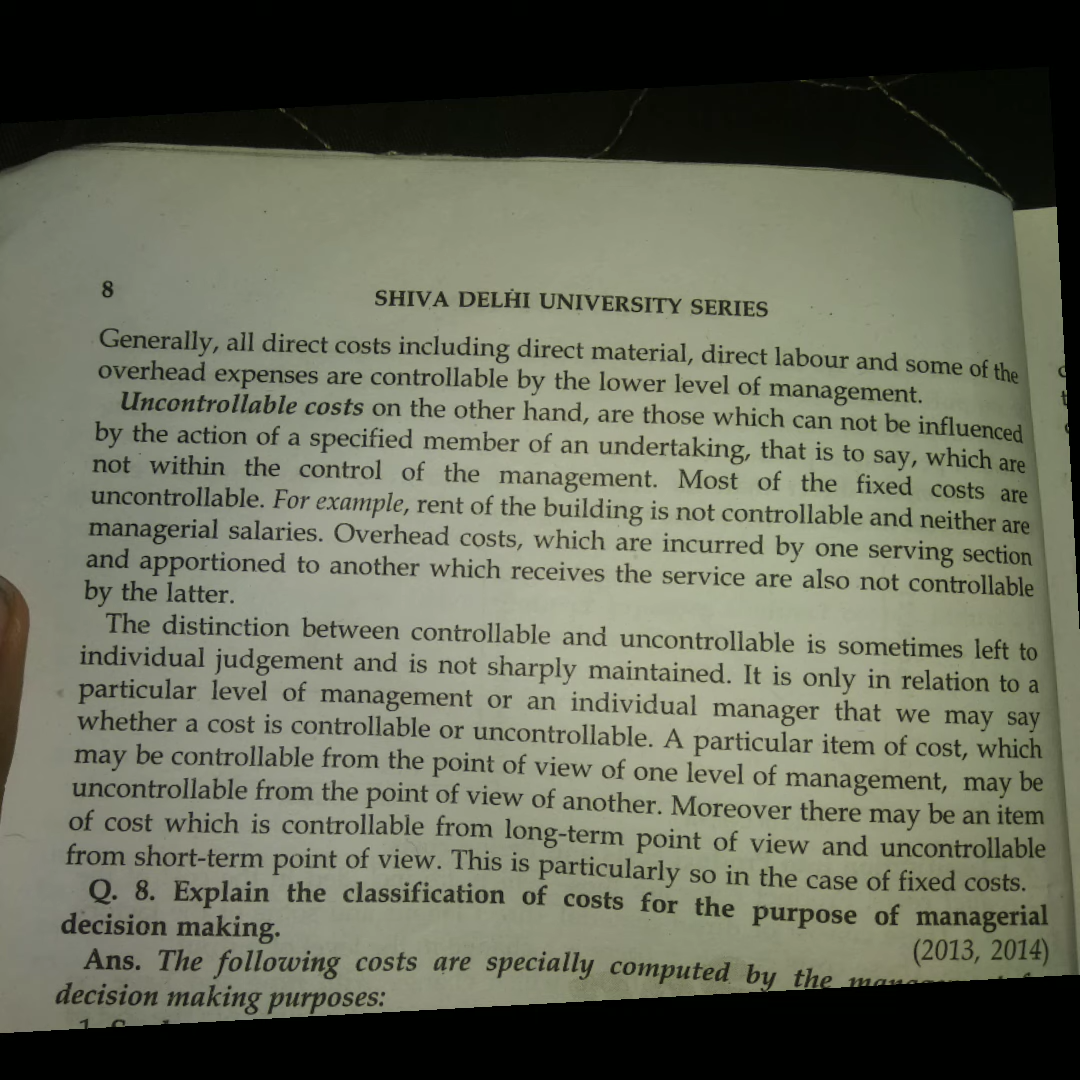 8
SHIVA DELHI UNIVERSITY SERIES
Generally, all direct costs including direct material, direct labour and some of the
overhead expenses are controllable by the lower level of management.
Uncontrollable costs on the other hand, are those which can not be influenced
by the action of a specified member of an undertaking, that is to say, which are
not within the control of the management. Most of the fixed costs are
uncontrollable. For example, rent of the building is not controllable and neither are
managerial salaries. Overhead costs, which are incurred by one serving section
and apportioned to another which receives the service are also not controllable
by the latter.
The distinction between controllable and uncontrollable is sometimes left to
individual judgement and is not sharply maintained. It is only in relation to a
particular level of management or an individual manager that we may say
whether a cost is controllable or uncontrollable. A particular item of cost, which
may be controllable from the point of view of one level of management, may be
uncontrollable from the point of view of another. Moreover there may be an item
of cost which is controllable from long-term point of view and uncontrollable
from short-term point of view. This is particularly so in the case of fixed costs.
Q. 8. Explain the classification of costs for the purpose of managerial
decision making.
(2013, 2014)
Ans. The following costs are specially computed by the
decision making purposes: